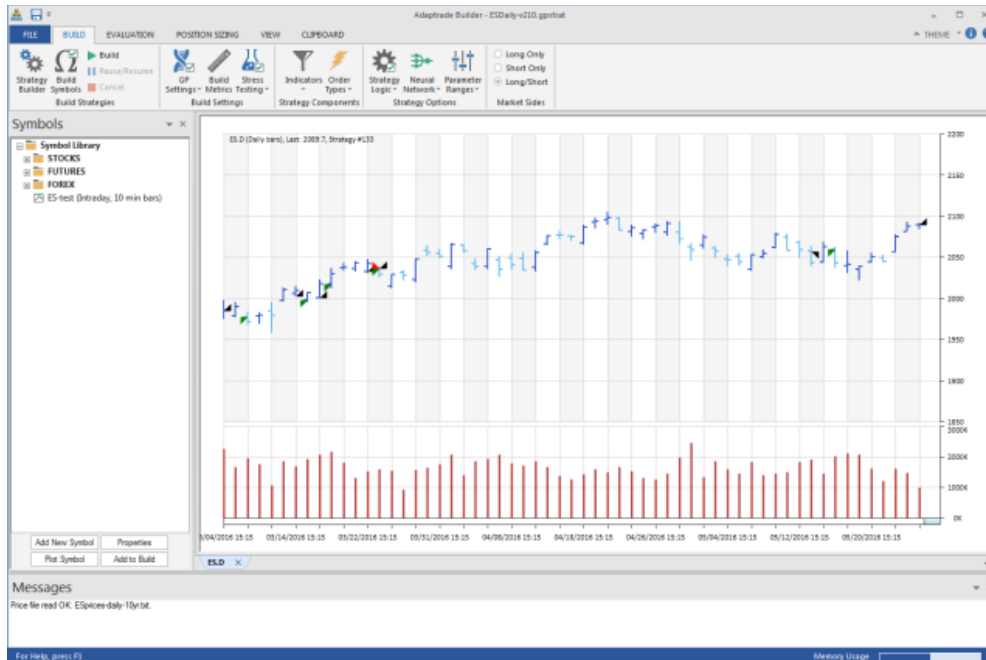 Adaptrade Builder - ESDaily-v210.gpstrat
FILE BUILD EVALUATION POSITION SIZING VIEW CLIPBOARD THEME
Strategy Builder
Build Symbols
Build
Pause/Resume
Cancel
Build Strategies
GP Settings
Build Metrics
Stress Testing
Build Settings
Indicators
Order Types
Strategy Components
Strategy Logic
Neural Network
Parameter Ranges
Strategy Options
Long Only
Short Only
Long/Short
Market Sides
Symbols
Symbol Library
STOCKS
FUTURES
FOREX
ES-test (Intraday, 10 min bars)
Add New Symbol Properties
Plot Symbol Add to Build
ES.D (Daily bars), Last: 2089.7, Strategy #133
2200
2150
2100
2050
2000
1950
1900
1850
3000K
2000K
1000K
0K
/04/2016 15:15 03/14/2016 15:15 03/22/2016 15:15 03/31/2016 15:15 04/08/2016 15:15 04/18/2016 15:15 04/26/2016 15:15 05/04/2016 15:15 05/12/2016 15:15 05/20/2016 15:15
ES.D
Messages
Price file read OK: ESprices-daily-10yr.txt.
For Help, press F1
Memory Usage